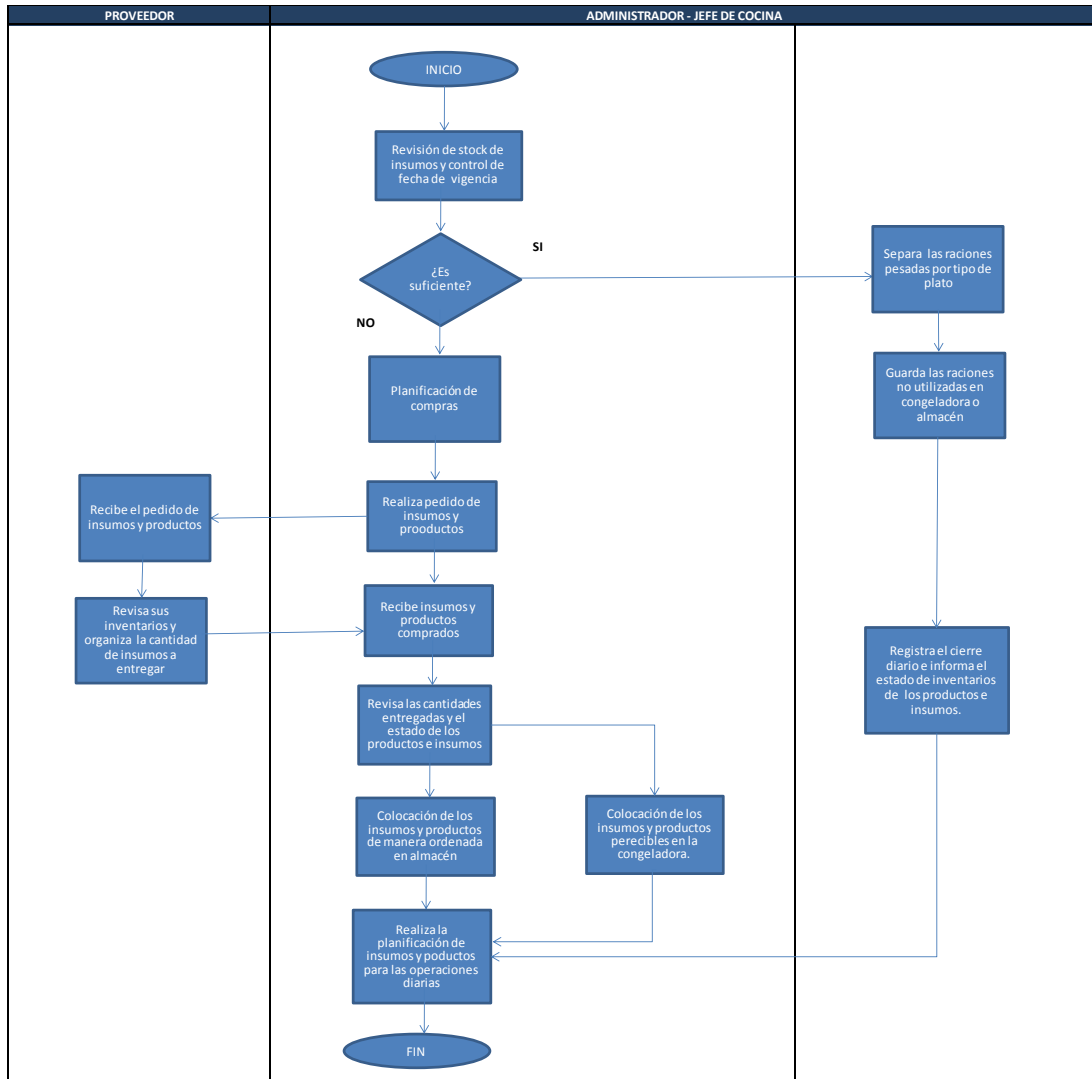 PROVEEDOR
ADMINISTRADOR - JEFE DE COCINA
INICIO
Revisión de stock de
insumos y control de
fecha de vigencia
¿Es
suficiente?
SI
NO
Separa las raciones
pesadas por tipo de
plato
Guarda las raciones
no utilizadas en
congeladora o
almacén
Planificación de
compras
Realiza pedido de
insumos y
prooductos
Recibe el pedido de
insumos y productos
Revisa sus
inventarios y
organiza la cantidad
de insumos a
entregar
Recibe insumos y
productos
comprados
Registra el cierre
diario e informa el
estado de inventarios
de los productos e
insumos.
Revisa las cantidades
entregadas y el
estado de los
productos e insumos
Colocación de los
insumos y productos
de manera ordenada
en almacén
Colocación de los
insumos y productos
perecibles en la
congeladora.
Realiza la
planificación de
insumos y poductos
para las operaciones
diarias
FIN